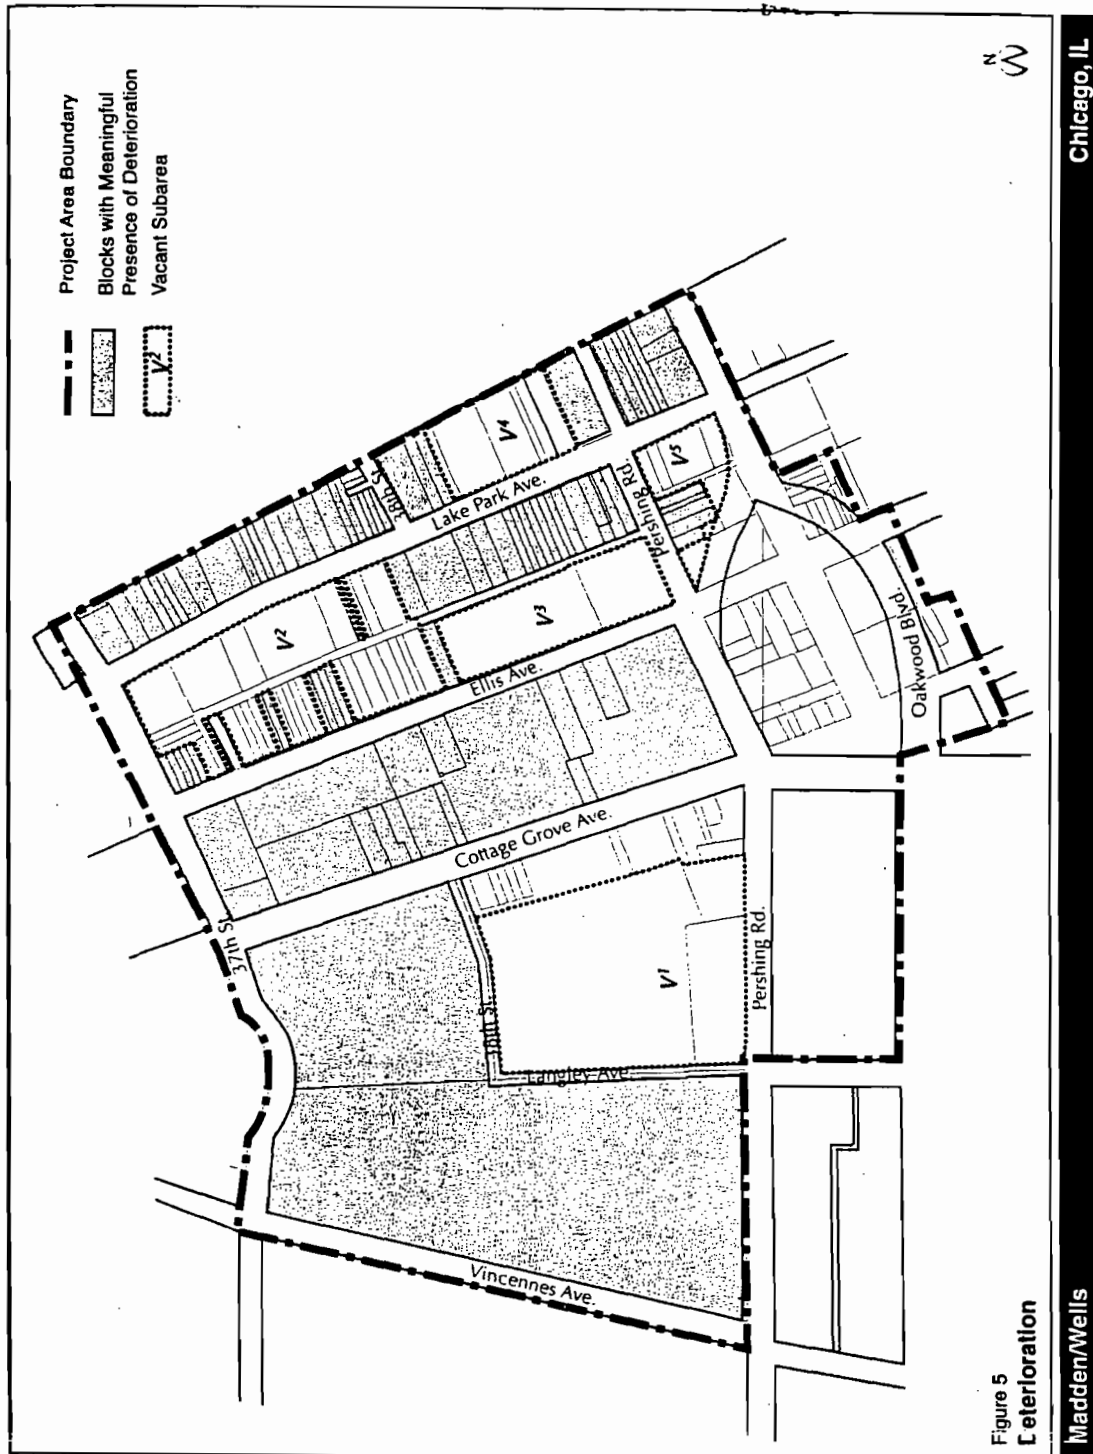 Project Area Boundary
Blocks with Meaningful
Presence of Deterioration
V2
Vacant Subarea
N
37th St.
38th St.
Lake Park Ave.
V4
V2
V3
V5
Pershing Rd.
Ellis Ave.
Cottage Grove Ave.
Oakwood Blvd.
38th St.
V1
Pershing Rd.
Langley Ave.
Vincennes Ave.
Figure 5
Deterioration
Madden/Wells
Chicago, IL